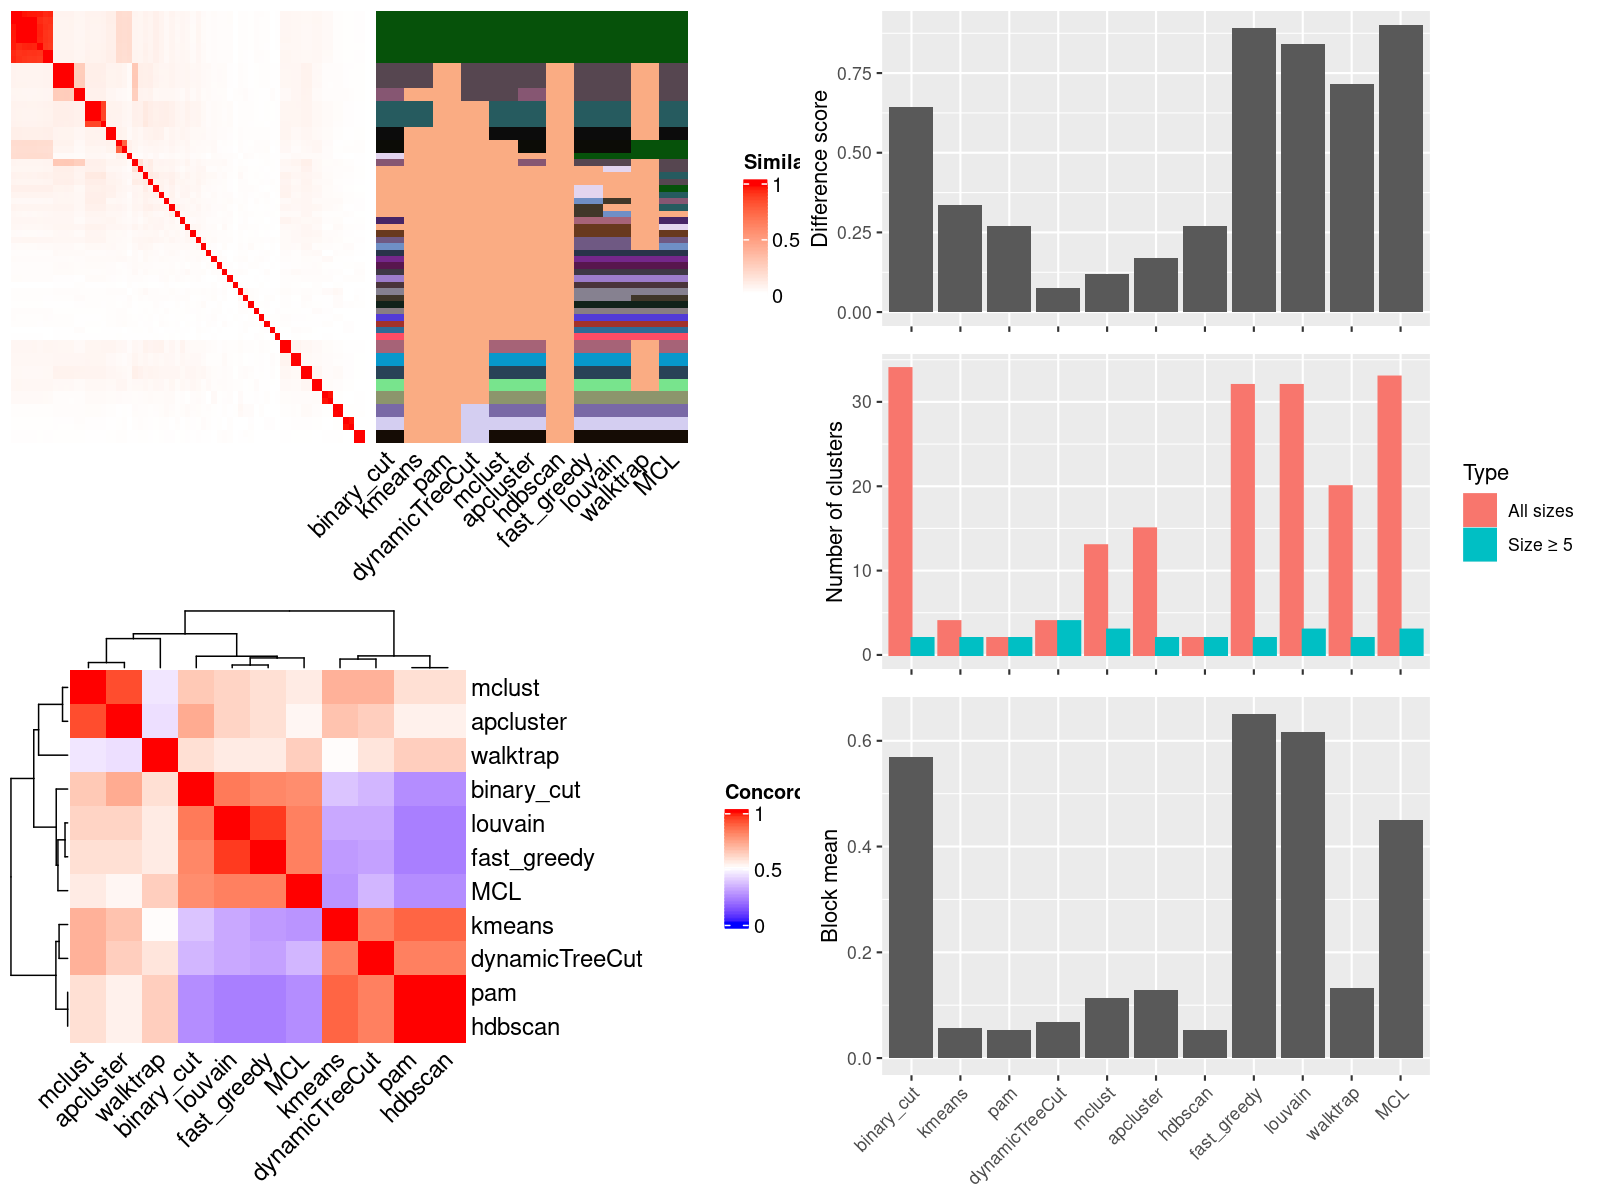 Simila
1
0.5
0
binary_cut
kmeans
pam
dynamicTreeCut
mclust
apcluster
hdbscan
fast_greedy
louvain
walktrap
MCL
mclust
apcluster
walktrap
binary_cut
louvain
fast_greedy
MCL
kmeans
dynamicTreeCut
pam
hdbscan
mclust
apcluster
walktrap
binary_cut
louvain
fast_greedy
MCL
kmeans
dynamicTreeCut
pam
hdbscan
Concord
1
0.5
0
Difference score
0.75
0.50
0.25
0.00
Number of clusters
30
20
10
0
Type
All sizes
Size ≥ 5
Block mean
0.6
0.4
0.2
0.0
binary_cut
kmeans
pam
dynamicTreeCut
mclust
apcluster
hdbscan
fast_greedy
louvain
walktrap
MCL